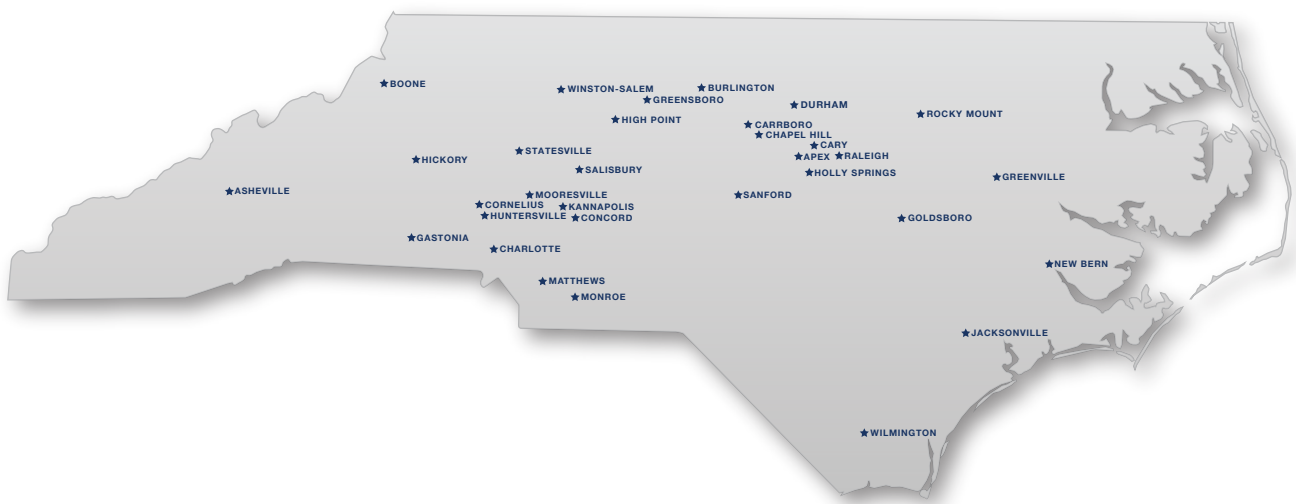 BOONE
WINSTON-SALEM
BURLINGTON
GREENSBORO
DURHAM
ROCKY MOUNT
HIGH POINT
CARRBORO
CHAPEL HILL
CARY
STATESVILLE
APEX
RALEIGH
HICKORY
SALISBURY
HOLLY SPRINGS
GREENVILLE
ASHEVILLE
MOORESVILLE
SANFORD
CORNELIUS
KANNAPOLIS
HUNTERSVILLE
CONCORD
GOLDSBORO
GASTONIA
CHARLOTTE
NEW BERN
MATTHEWS
MONROE
JACKSONVILLE
WILMINGTON